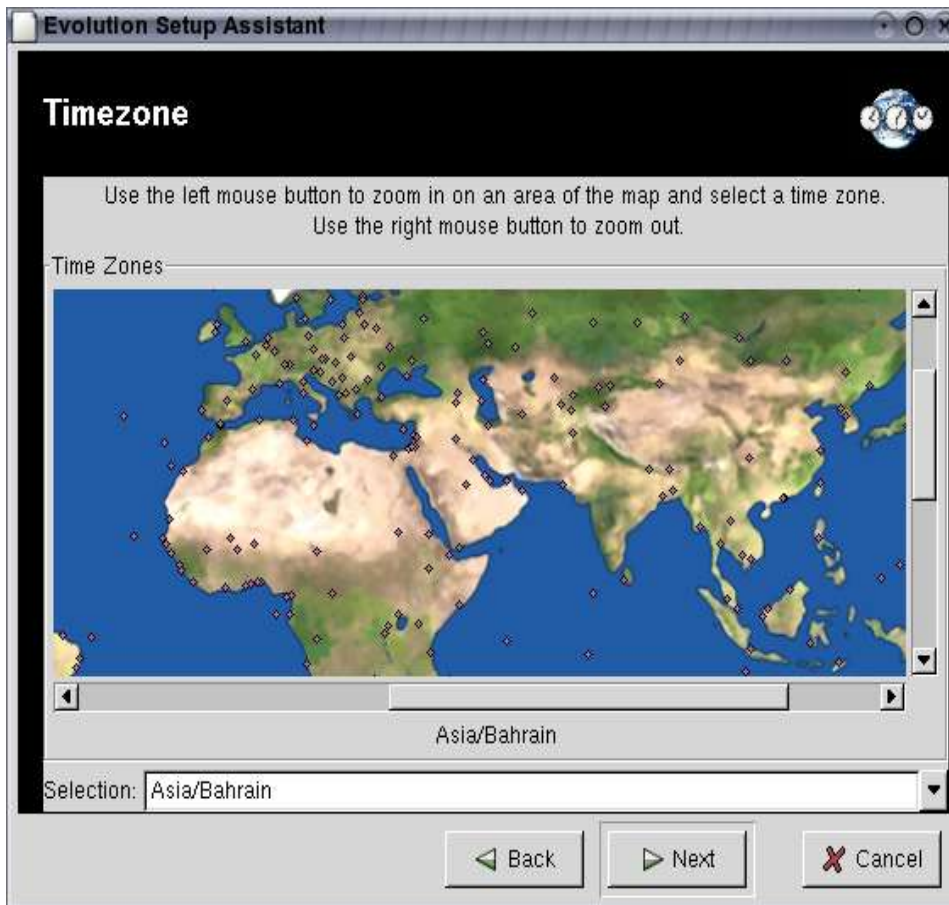 Evolution Setup Assistant
Timezone
Use the left mouse button to zoom in on an area of the map and select a time zone.
Use the right mouse button to zoom out.
Time Zones
Asia/Bahrain
Selection: Asia/Bahrain
Back Next Cancel